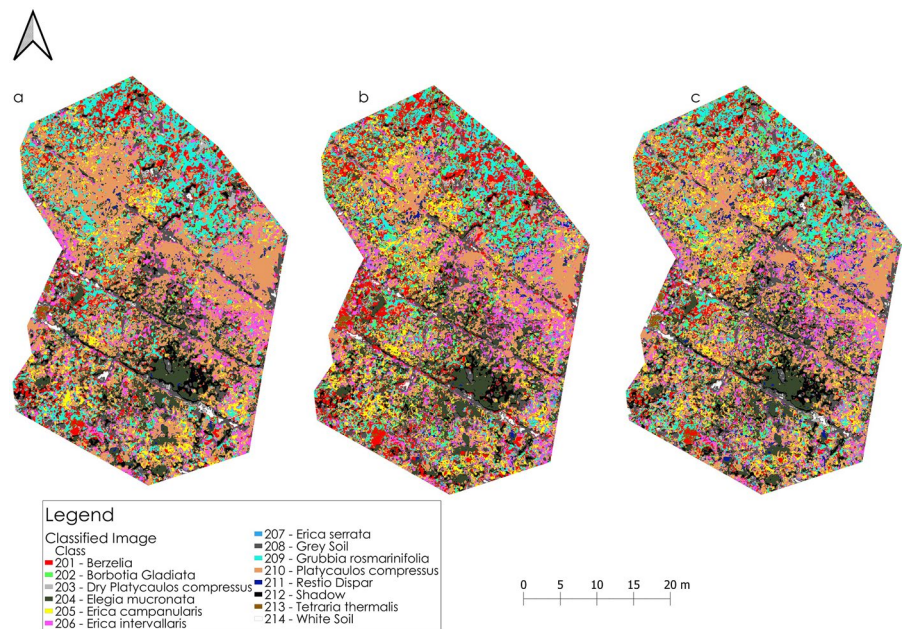 a
b
c
Legend
Classified Image
Class
201 - Berzelia
202 - Borbotia Gladiata
203 - Dry Platycaulos compressus
204 - Elegia mucronata
205 - Erica campanularis
206 - Erica intervallaris
207 - Erica serrata
208 - Grey Soil
209 - Grubbia rosmarinifolia
210 - Platycaulos compressus
211 - Restio Dispar
212 - Shadow
213 - Tetraria thermalis
214 - White Soil
0 5 10 15 20 m